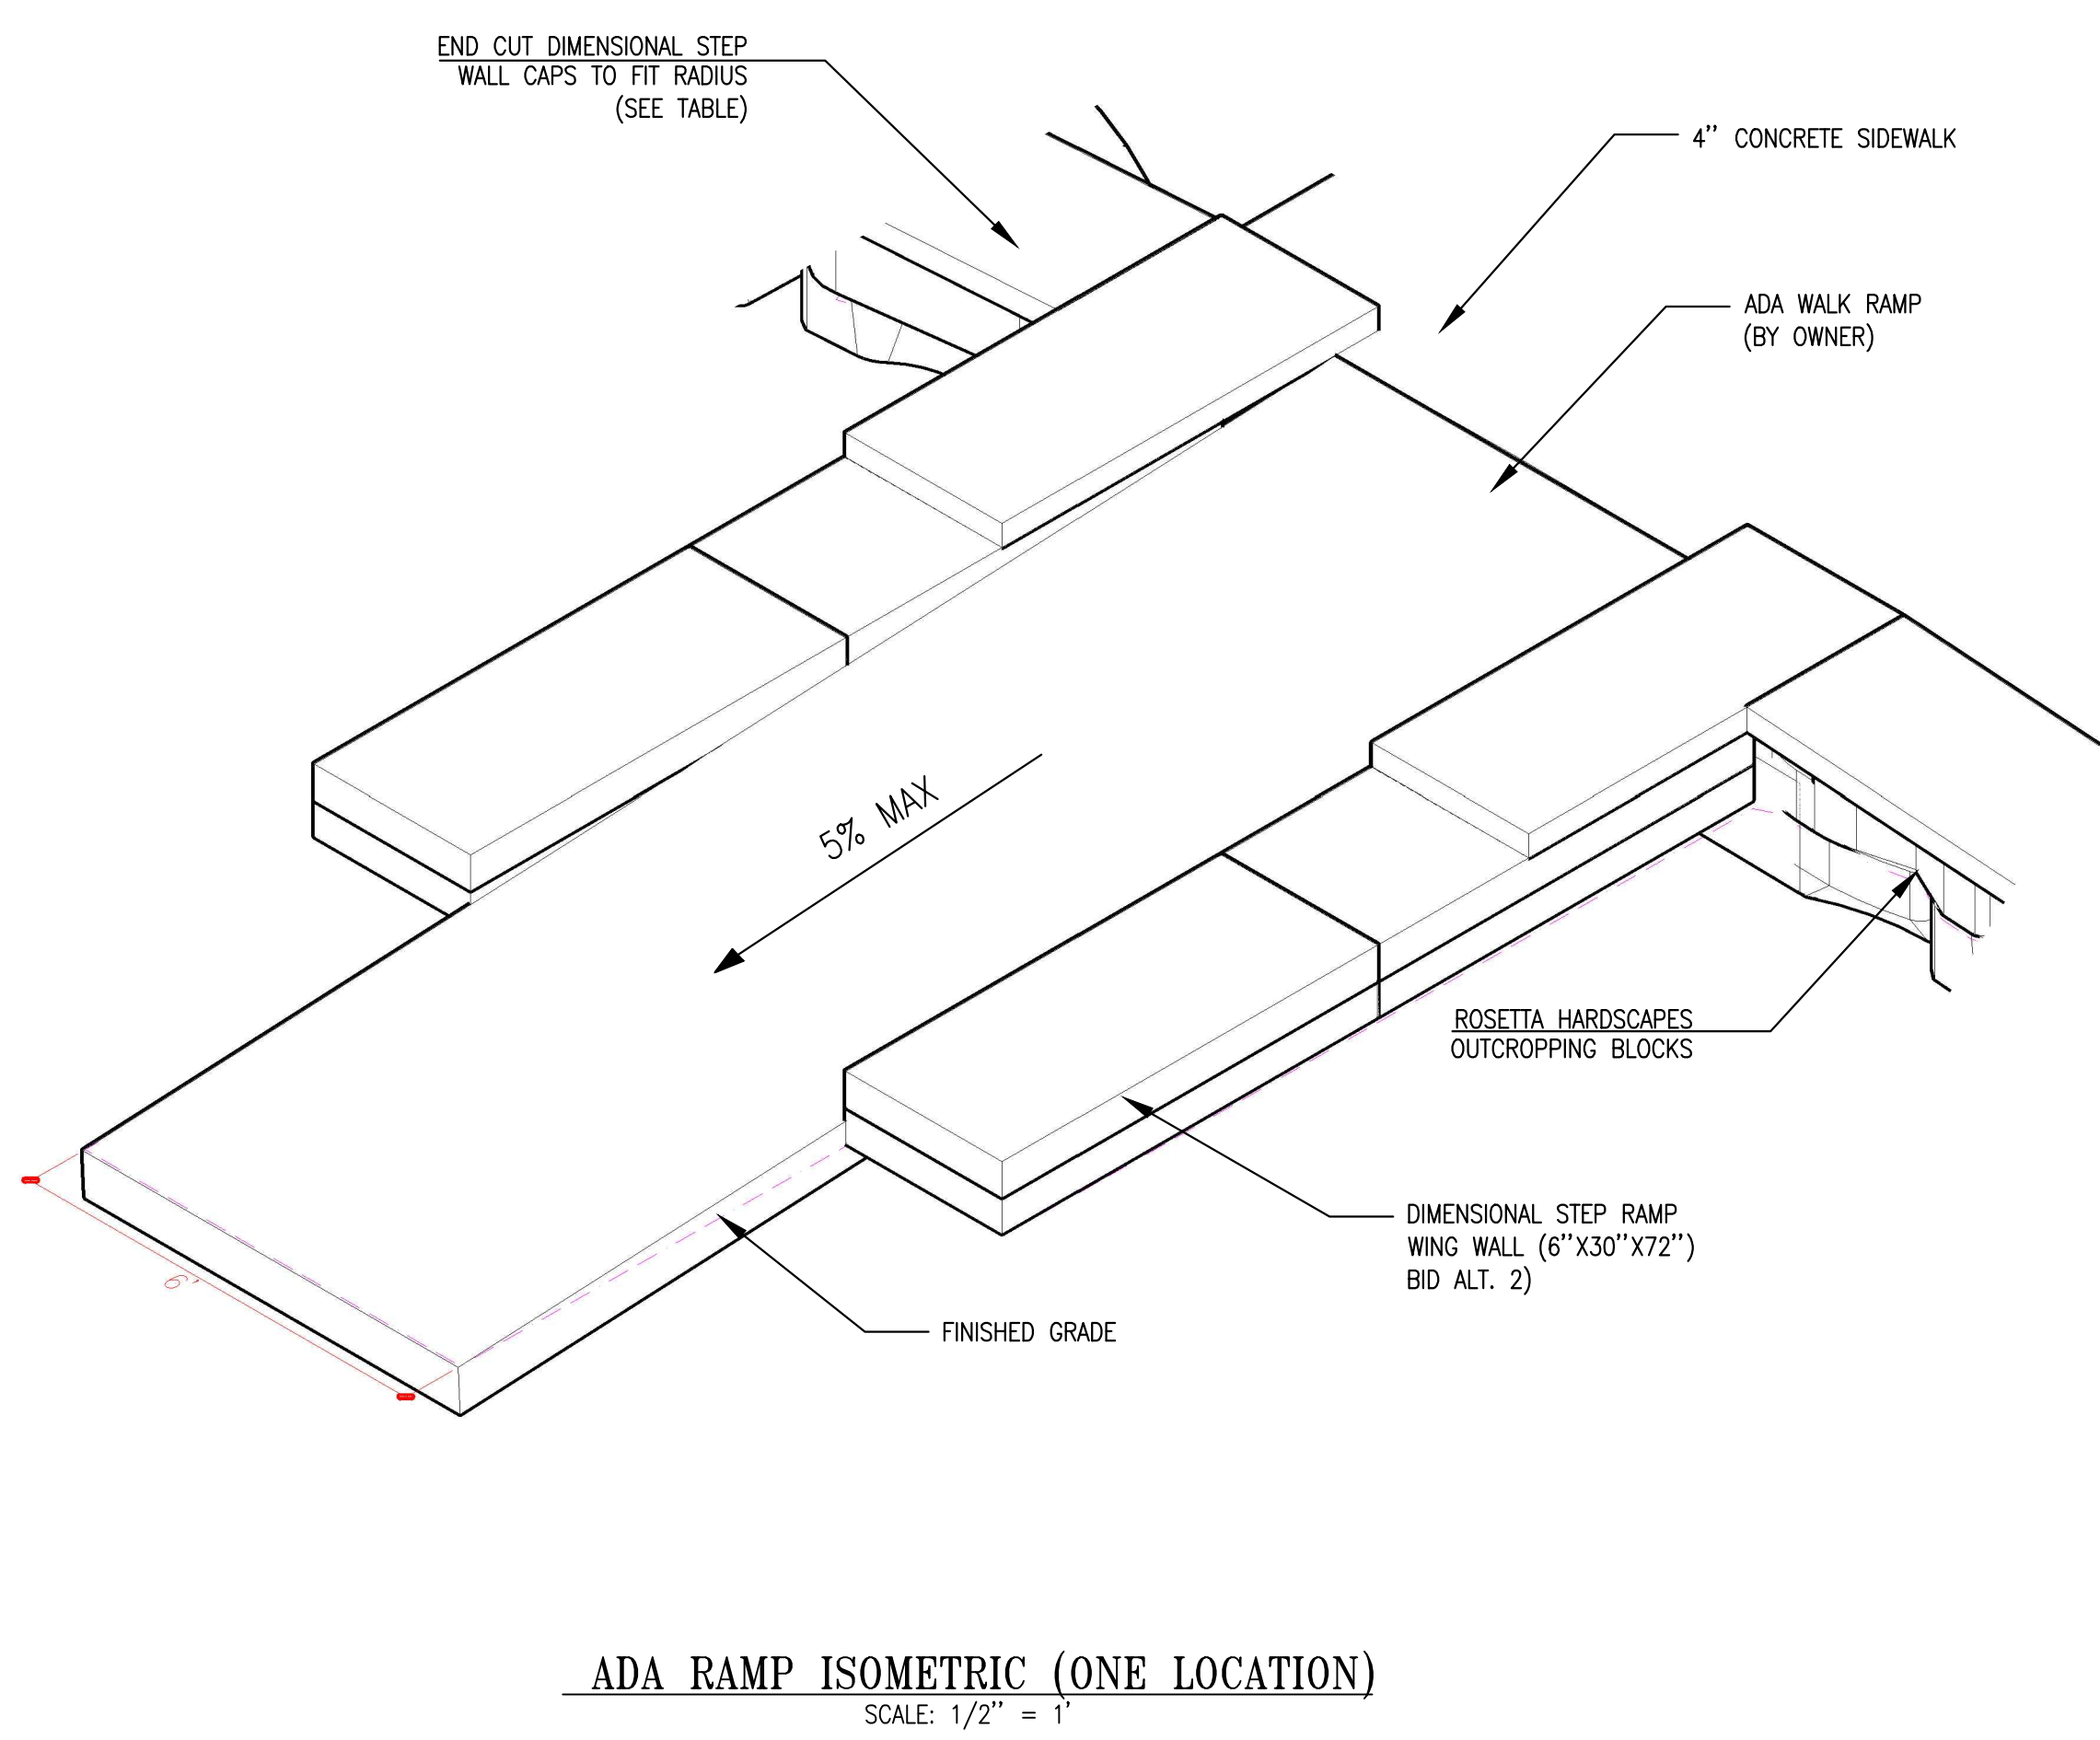 END CUT DIMENSIONAL STEP
WALL CAPS TO FIT RADIUS
(SEE TABLE)
4" CONCRETE SIDEWALK
ADA WALK RAMP
(BY OWNER)
5% MAX
ROSETTA HARDSCAPES
OUTCROPPING BLOCKS
DIMENSIONAL STEP RAMP
WING WALL (6"X30"X72")
BID ALT. 2)
6'
FINISHED GRADE
ADA RAMP ISOMETRIC (ONE LOCATION)
SCALE: 1/2" = 1'